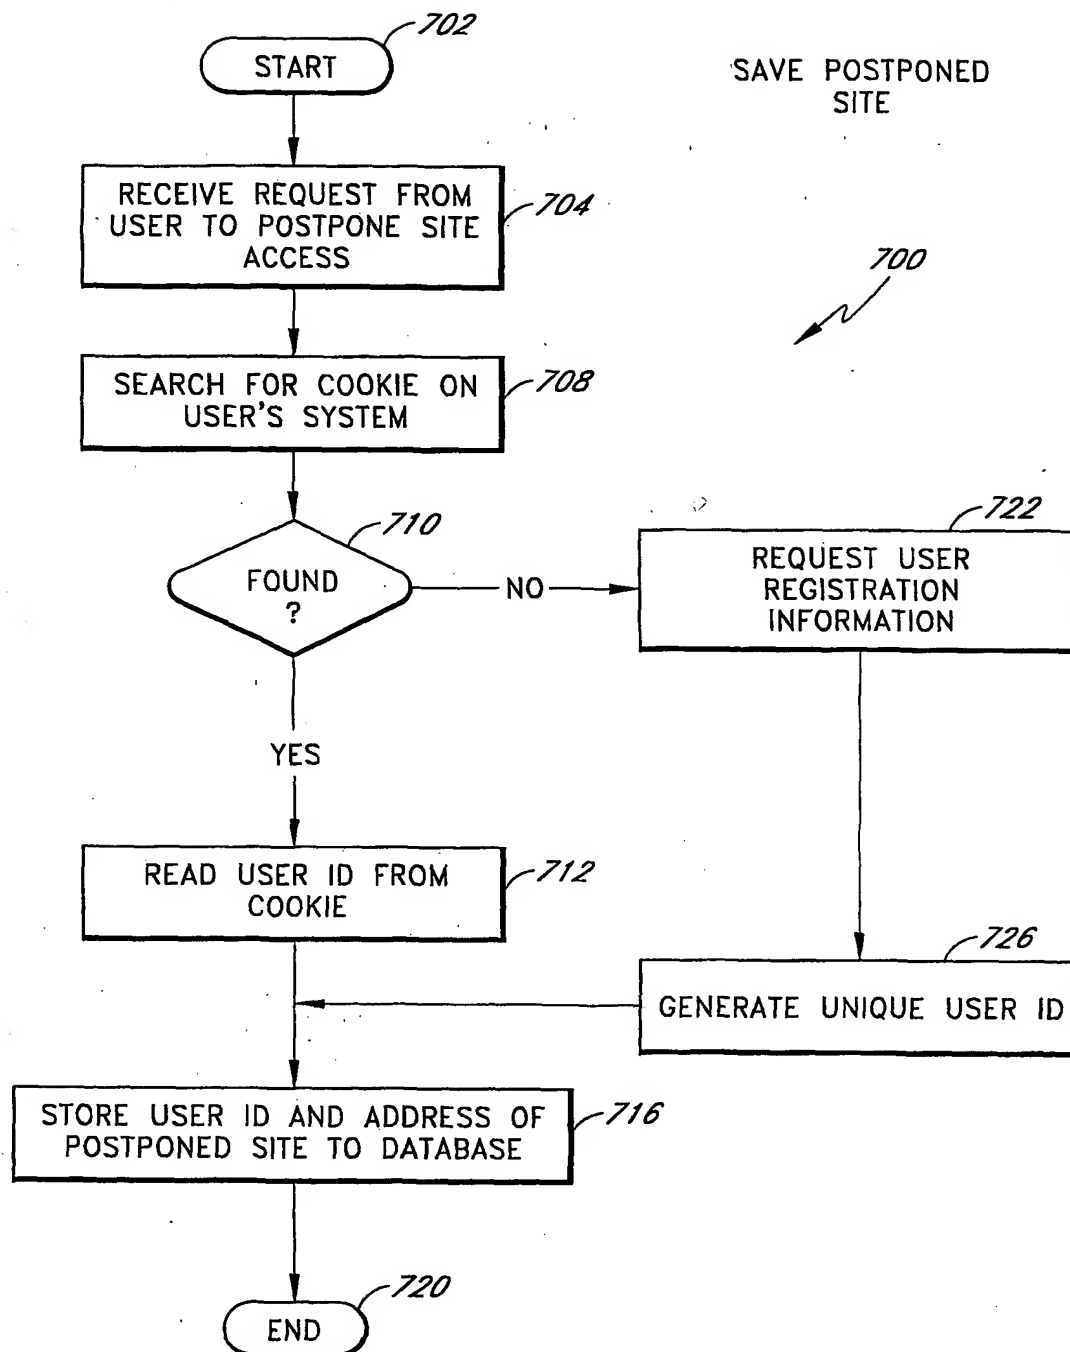 702
START
SAVE POSTPONED
SITE
RECEIVE REQUEST FROM
USER TO POSTPONE SITE
ACCESS
704
700
SEARCH FOR COOKIE ON
USER'S SYSTEM
708
710
FOUND
?
NO
722
REQUEST USER
REGISTRATION
INFORMATION
YES
READ USER ID FROM
COOKIE
712
726
GENERATE UNIQUE USER ID
STORE USER ID AND ADDRESS OF
POSTPONED SITE TO DATABASE
716
720
END